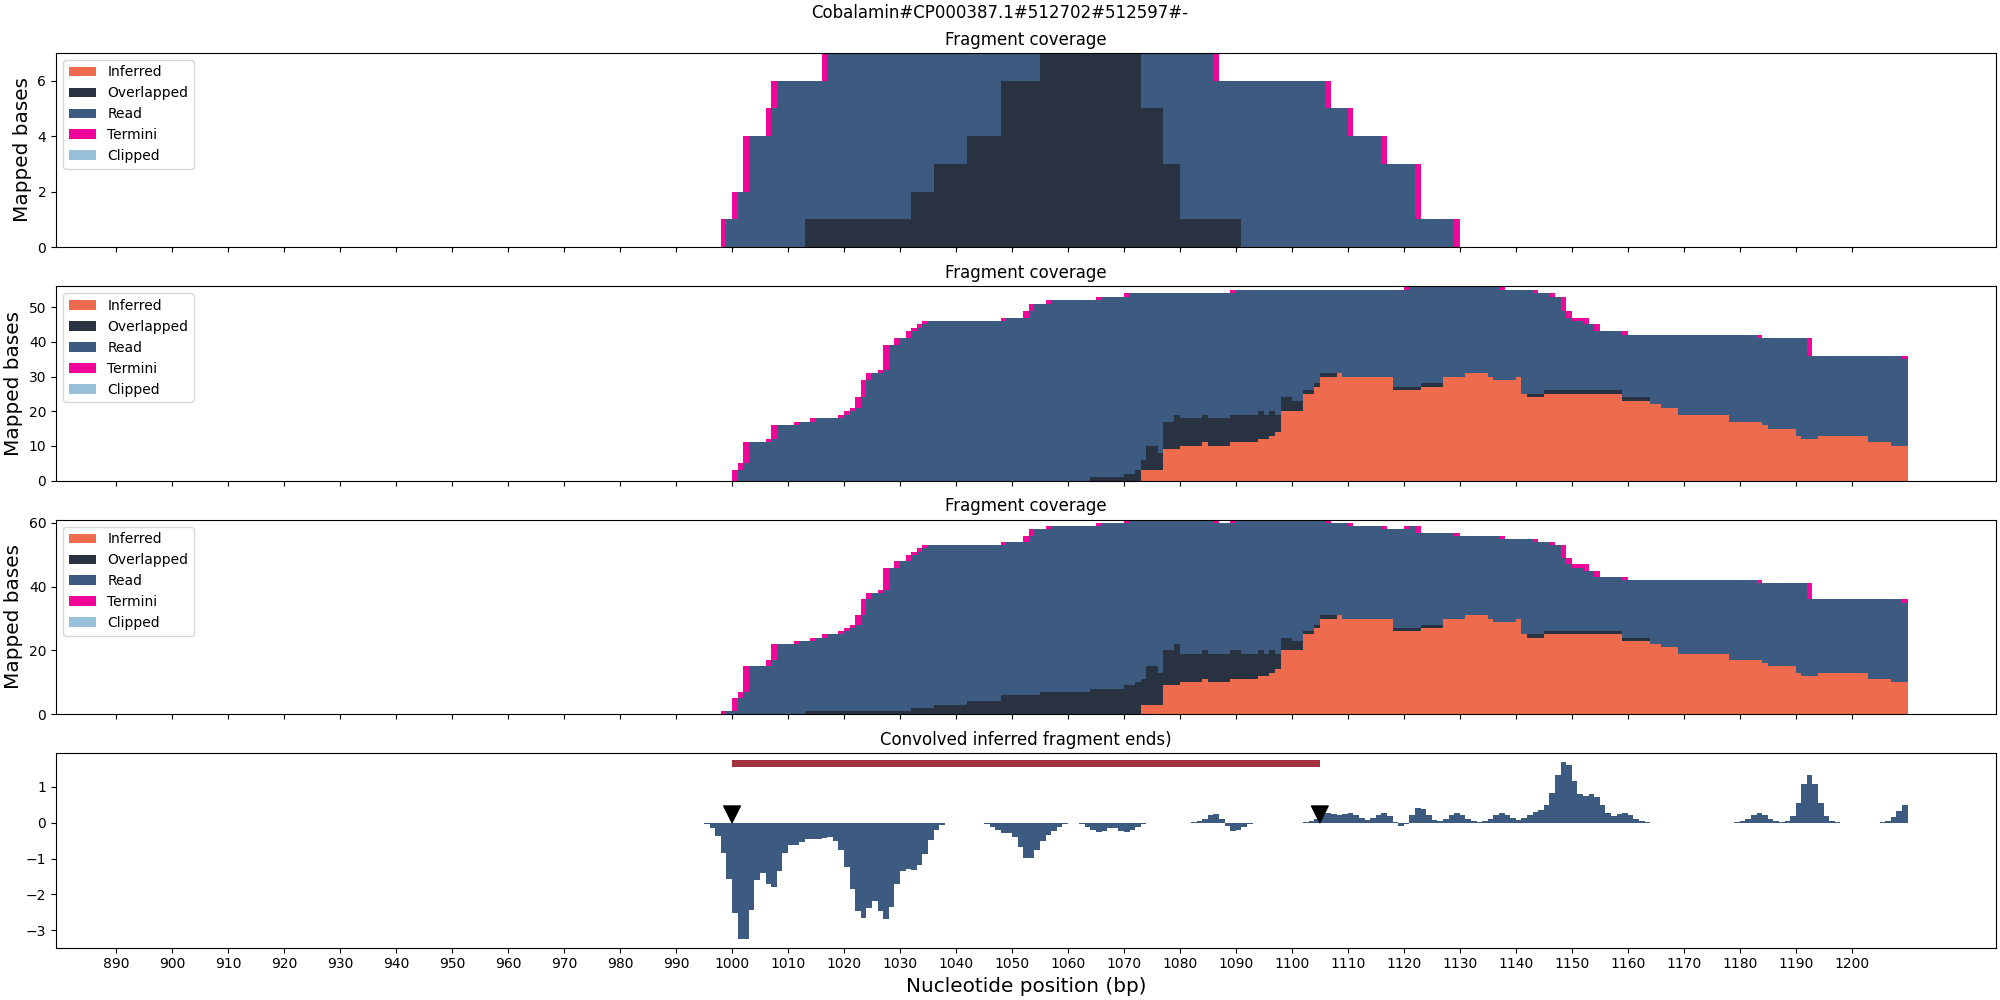 Cobalamin#CP000387.1#512702#512597#-
Fragment coverage
Mapped bases
6
4
2
0
Inferred
Overlapped
Read
Termini
Clipped
Fragment coverage
Mapped bases
50
40
30
20
10
0
Inferred
Overlapped
Read
Termini
Clipped
Fragment coverage
Mapped bases
60
40
20
0
Inferred
Overlapped
Read
Termini
Clipped
Convolved inferred fragment ends)
1
0
−1
−2
−3
890 900 910 920 930 940 950 960 970 980 990 1000 1010 1020 1030 1040 1050 1060 1070 1080 1090 1100 1110 1120 1130 1140 1150 1160 1170 1180 1190 1200
Nucleotide position (bp)